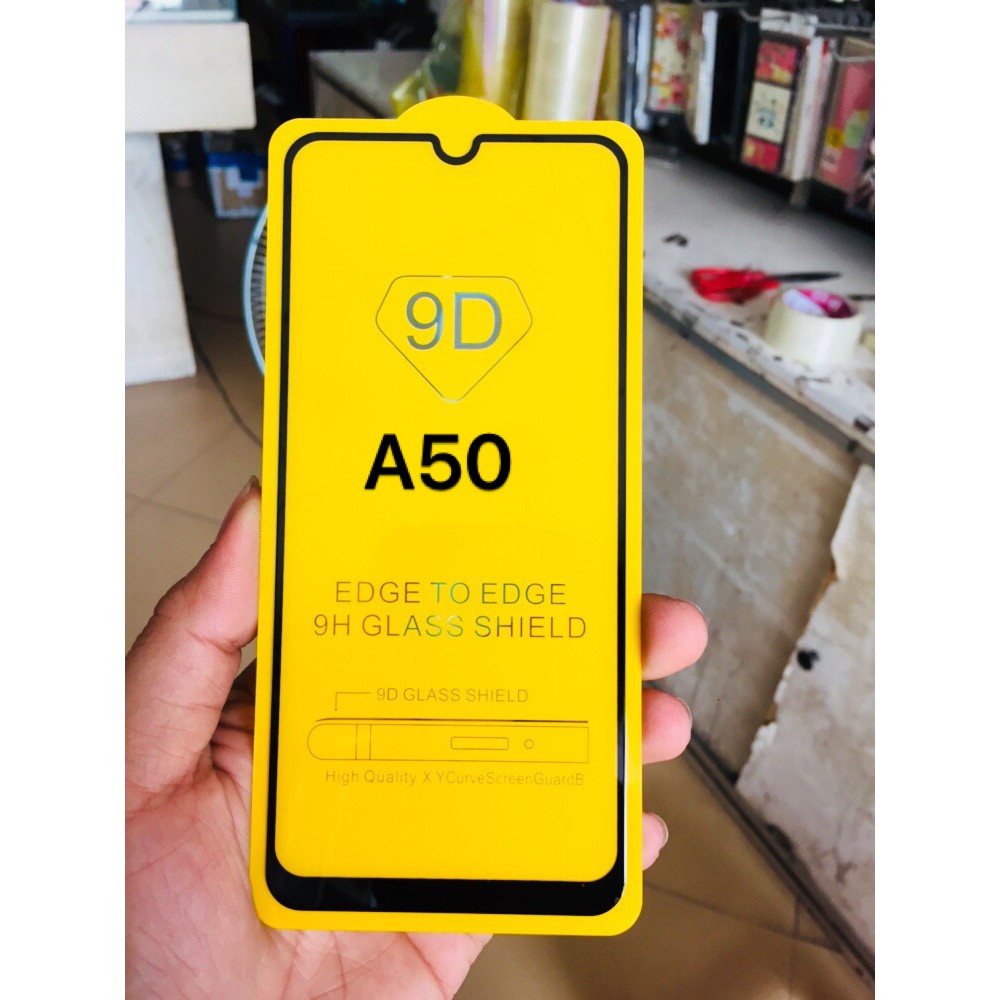 9D
A50
EDGE TO EDGE
9H GLASS SHIELD
9D GLASS SHIELD
High Quality X YCurveScreenGuardB